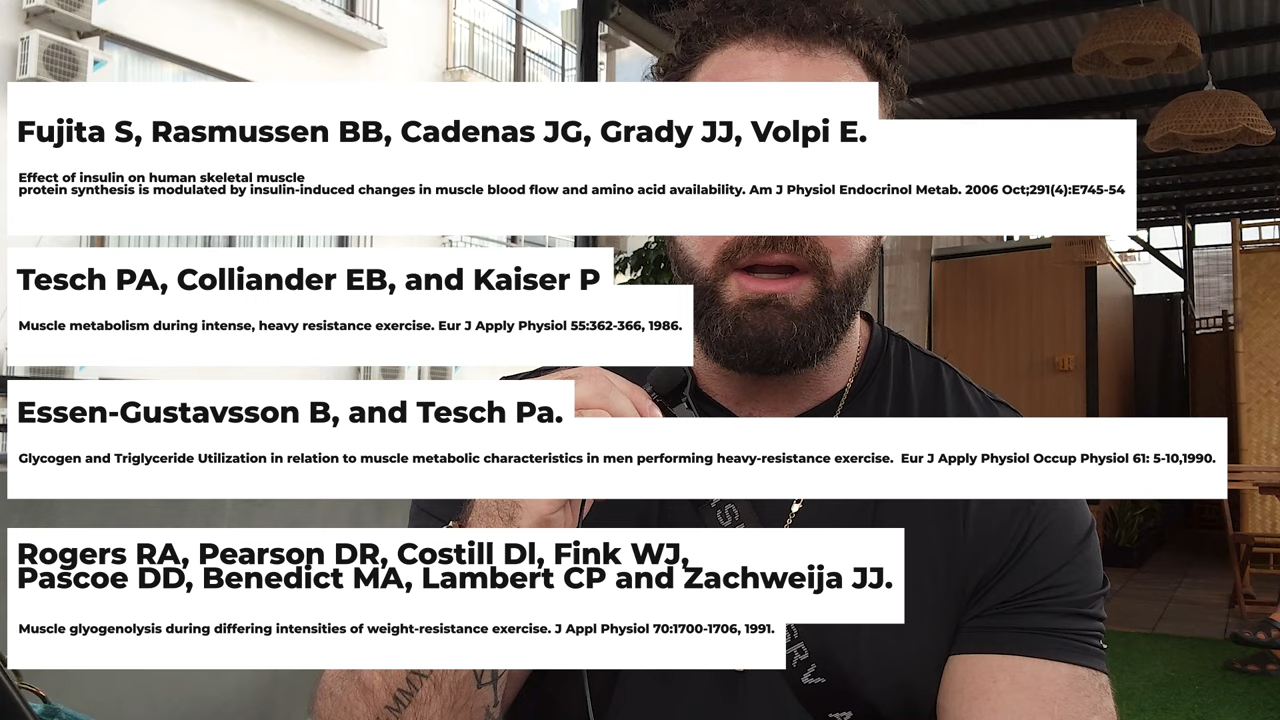 Fujita S, Rasmussen BB, Cadenas JG, Grady JJ, Volpi E.
Effect of insulin on human skeletal muscle
protein synthesis is modulated by insulin-induced changes in muscle blood flow and amino acid availability. Am J Physiol Endocrinol Metab. 2006 Oct;291(4):E745-54
Tesch PA, Colliander EB, and Kaiser P
Muscle metabolism during intense, heavy resistance exercise. Eur J Apply Physiol 55:362-366, 1986.
Essen-Gustavsson B, and Tesch Pa.
Glycogen and Triglyceride Utilization in relation to muscle metabolic characteristics in men performing heavy-resistance exercise. Eur J Apply Physiol Occup Physiol 61: 5-10,1990.
Rogers RA, Pearson DR, Costill Dl, Fink WJ,
Pascoe DD, Benedict MA, Lambert CP and Zachweija JJ.
Muscle glyogenolysis during differing intensities of weight-resistance exercise. J Appl Physiol 70:1700-1706, 1991.